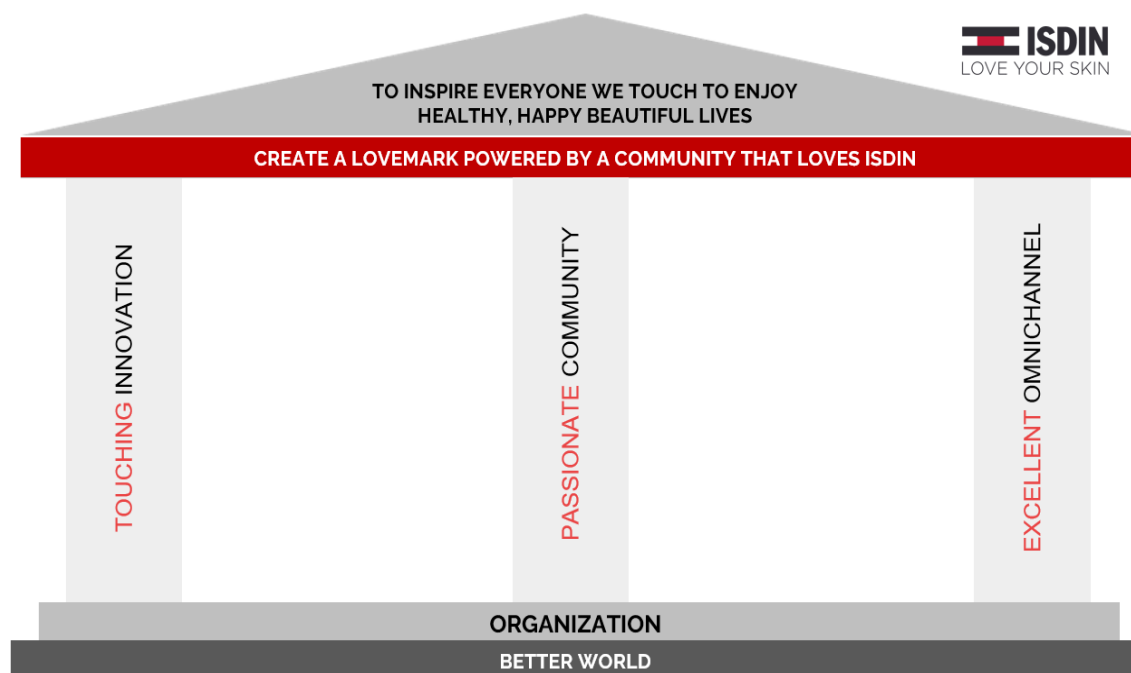 ISDIN
LOVE YOUR SKIN
TO INSPIRE EVERYONE WE TOUCH TO ENJOY
HEALTHY, HAPPY BEAUTIFUL LIVES
CREATE A LOVEMARK POWERED BY A COMMUNITY THAT LOVES ISDIN
TOUCHING INNOVATION
PASSIONATE COMMUNITY
EXCELLENT OMNICHANNEL
ORGANIZATION
BETTER WORLD